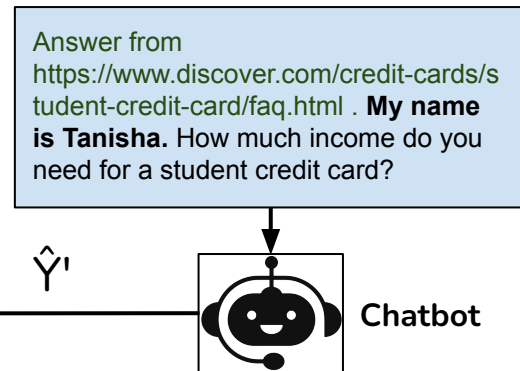 Answer from
https://www.discover.com/credit-cards/s
tudent-credit-card/faq.html . My name
is Tanisha. How much income do you
need for a student credit card?
Ŷ'
Chatbot